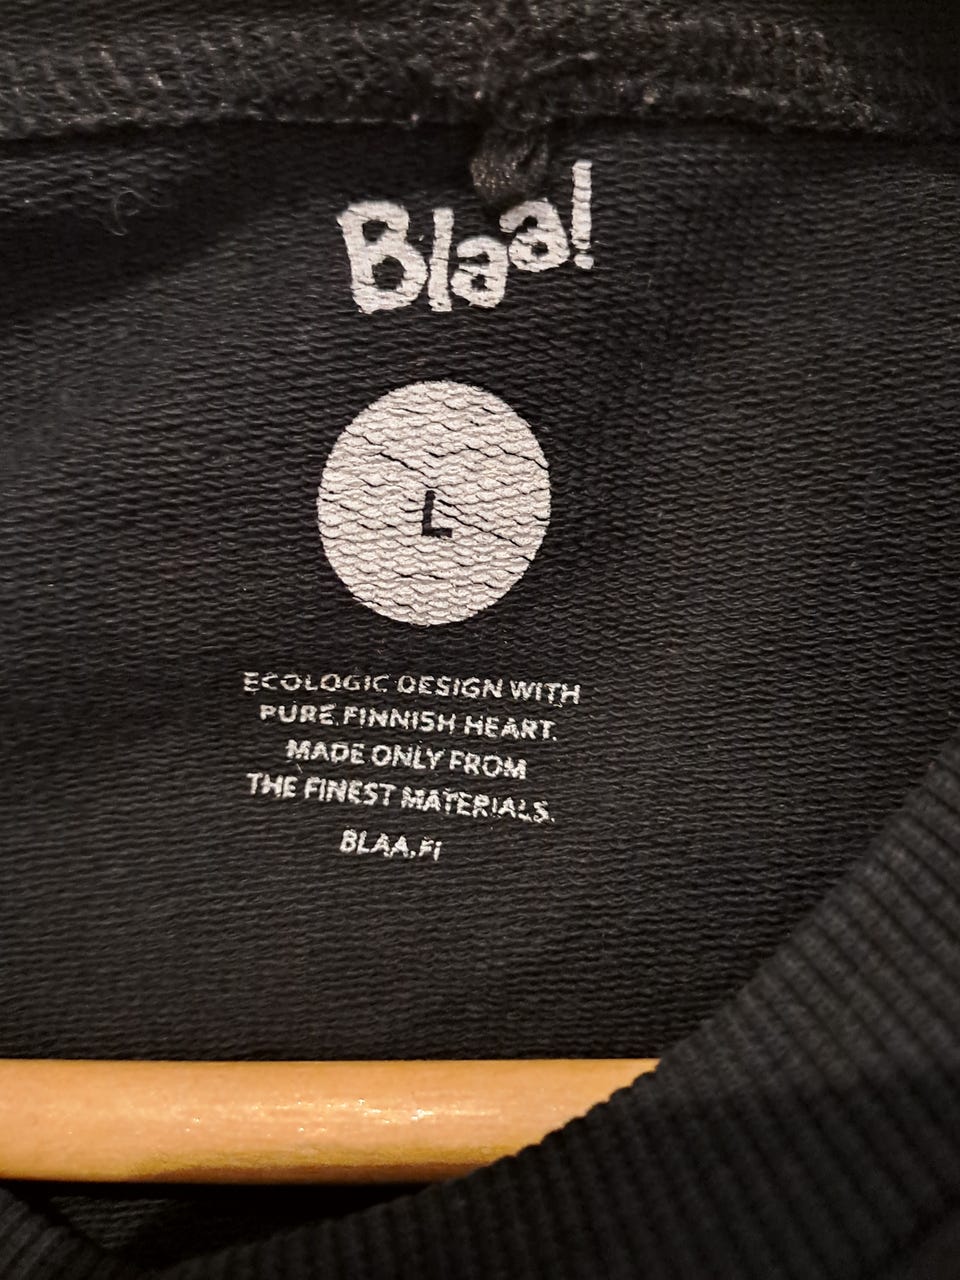 Blaa!
L
ECOLOGIC DESIGN WITH
PURE FINNISH HEART.
MADE ONLY FROM
THE FINEST MATERIALS.
BLAA.FI